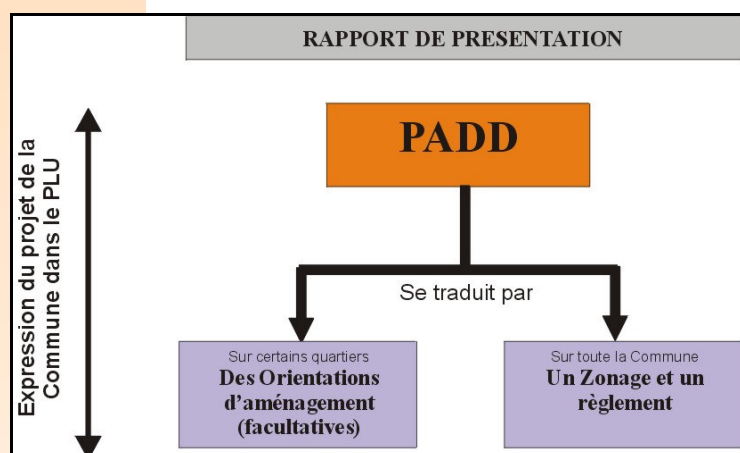 RAPPORT DE PRESENTATION
Expression du projet de la
Commune dans le PLU
PADD
Se traduit par
Sur certains quartiers
Des Orientations
d'aménagement
(facultatives)
Sur toute la Commune
Un Zonage et un
règlement